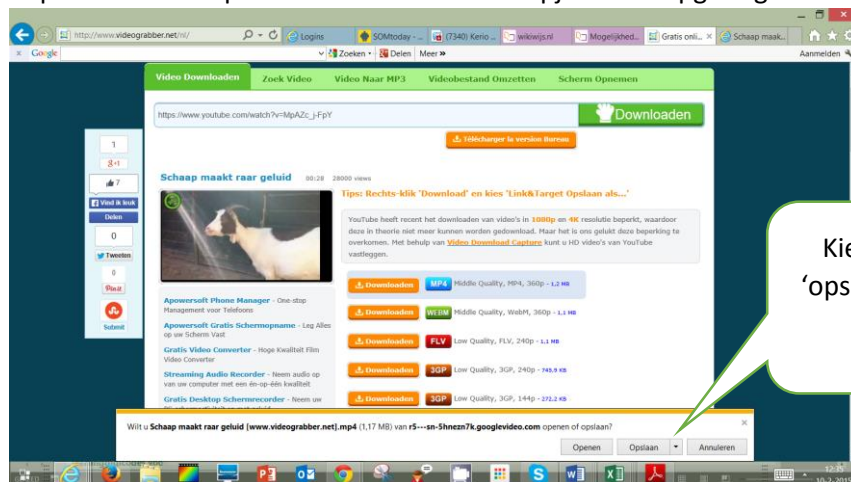 http://www.videograbber.net/nl/
Logins
SOMtoday - ...
(7340) Kerio ...
wikiwijs.nl
Mogelijkhed...
Gratis onli...
Schaap maak...
x Google
Zoeken
Delen
Meer »
Aanmelden
Video Downloaden
Zoek Video
Video Naar MP3
Videobestand Omzetten
Scherm Opnemen
https://www.youtube.com/watch?v=MpAZc_j-FpY
Downloaden
Télécharger la version Bureau
1
g+1
7
Vind ik leuk
Delen
0
Tweeten
0
Pin it
Submit
Schaap maakt raar geluid 00:28 28000 views
Tips: Rechts-klik 'Download' en kies 'Link&Target Opslaan als...'
YouTube heeft recent het downloaden van video's in 1080p en 4K resolutie beperkt, waardoor
deze in theorie niet meer kunnen worden gedownload. Maar het is ons gelukt deze beperking te
overkomen. Met behulp van Video Download Capture kunt u HD video's van YouTube
vastleggen.
Downloaden MP4 Middle Quality, MP4, 360p - 1,2 MB
Downloaden WEBM Middle Quality, WebM, 360p - 1,1 MB
Downloaden FLV Low Quality, FLV, 240p - 1.1 MB
Downloaden 3GP Low Quality, 3GP, 240p - 749,9 KB
Downloaden 3GP Low Quality, 3GP, 144p - 272,2 KB
Apowersoft Phone Manager - One-stop
Management voor Telefoons
Apowersoft Gratis Schermopname - Leg Alles
op uw Scherm Vast
Gratis Video Converter - Hoge Kwaliteit Film
Video Converter
Streaming Audio Recorder - Neem audio op
van uw computer met een én-op-één kwaliteit
Gratis Desktop Schermrecorder - Neem uw
Kie
'ops
Wilt u Schaap maakt raar geluid [www.videograbber.net].mp4 (1,17 MB) van r5---sn-5hnezn7k.googlevideo.com openen of opslaan?
Openen
Opslaan
Annuleren
12:35
10-2-2015